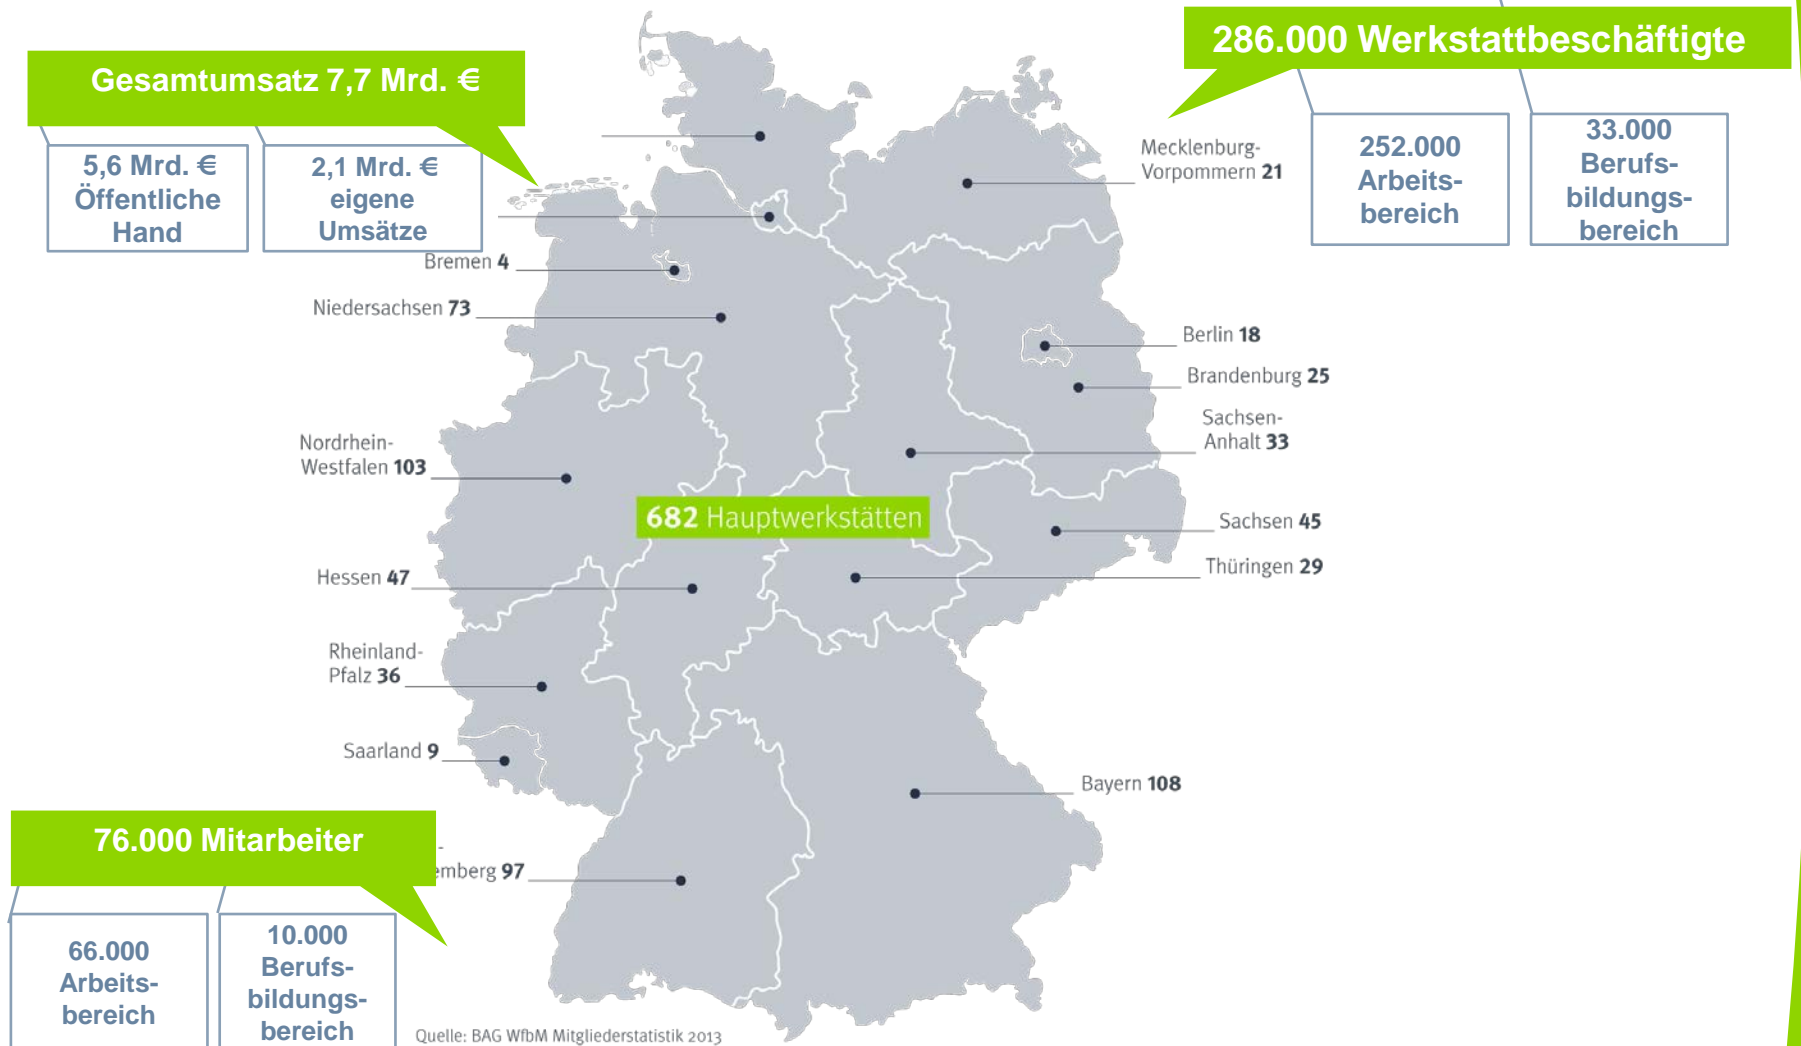 286.000 Werkstattbeschäftigte
Gesamtumsatz 7,7 Mrd. €
5,6 Mrd. €
Öffentliche
Hand
2,1 Mrd. €
eigene
Umsätze
252.000
Arbeits-
bereich
33.000
Berufs-
bildungs-
bereich
Mecklenburg-
Vorpommern 21
Bremen 4
Niedersachsen 73
Berlin 18
Brandenburg 25
Sachsen-
Anhalt 33
Nordrhein-
Westfalen 103
682 Hauptwerkstätten
Sachsen 45
Thüringen 29
Hessen 47
Rheinland-
Pfalz 36
Saarland 9
Bayern 108
76.000 Mitarbeiter
-
emberg 97
66.000
Arbeits-
bereich
10.000
Berufs-
bildungs-
bereich
Quelle: BAG WfbM Mitgliederstatistik 2013